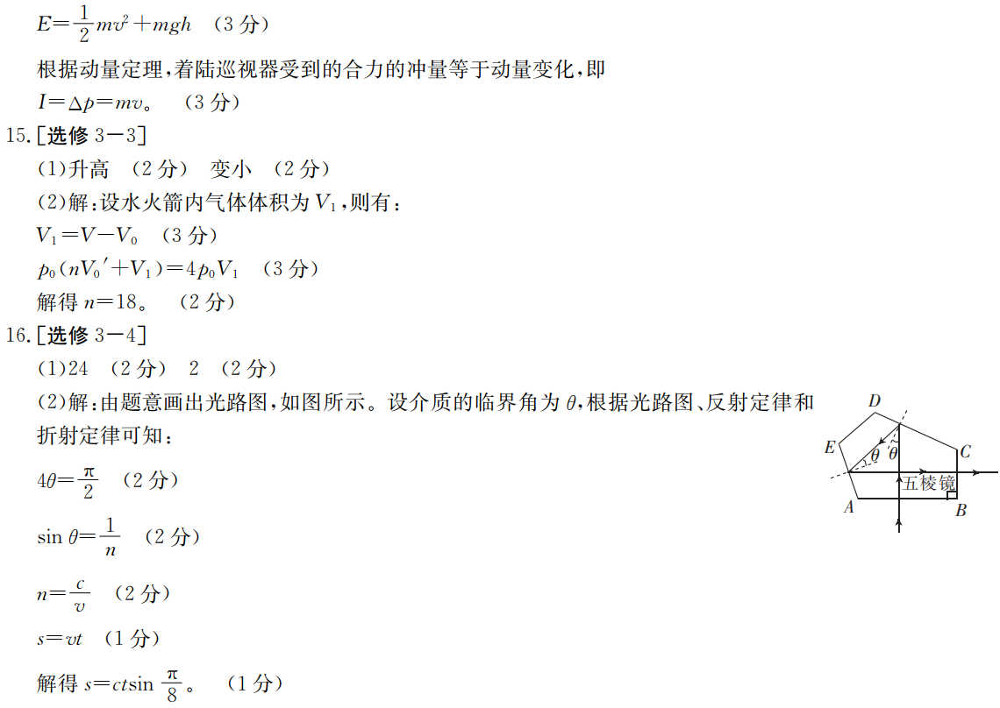 E=1/2mv²+mgh （3分）
根据动量定理,着陆巡视器受到的合力的冲量等于动量变化,即
I=Δp=mv。 （3分）
15.[选修3－3]
(1)升高 （2分） 变小 （2分）
(2)解:设水火箭内气体体积为V₁,则有:
V₁=V－V₀ （3分）
p₀(nV₀′+V₁)=4p₀V₁ （3分）
解得n=18。 （2分）
16.[选修3－4]
(1)24 （2分） 2 （2分）
(2)解:由题意画出光路图,如图所示。设介质的临界角为θ,根据光路图、反射定律和
折射定律可知:
4θ=π/2 （2分）
sin θ=1/n （2分）
n=c/v （2分）
s=vt （1分）
解得s=ctsin π/8。 （1分）
D
E
C
θ θ
五棱镜
A
B